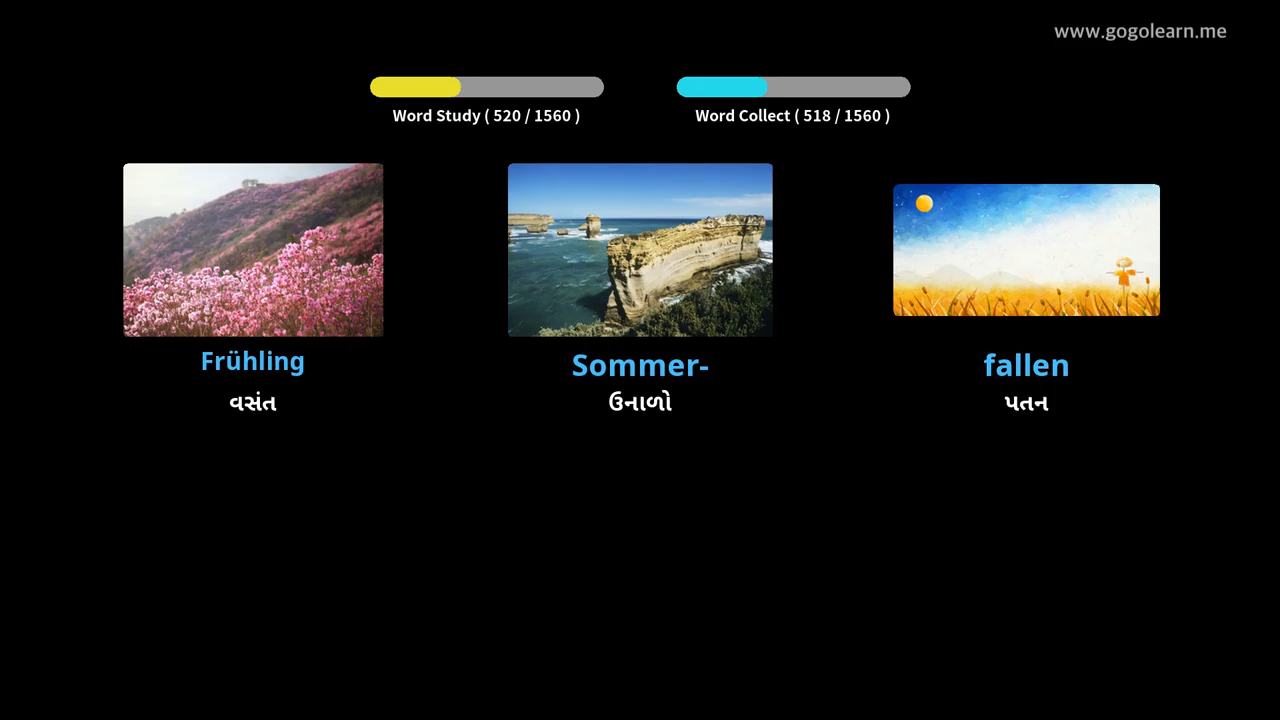 www.gogolearn.me
Word Study ( 520 / 1560 )
Word Collect ( 518 / 1560 )
Frühling
Sommer-
fallen
વસંત
ઉનાળો
પતન